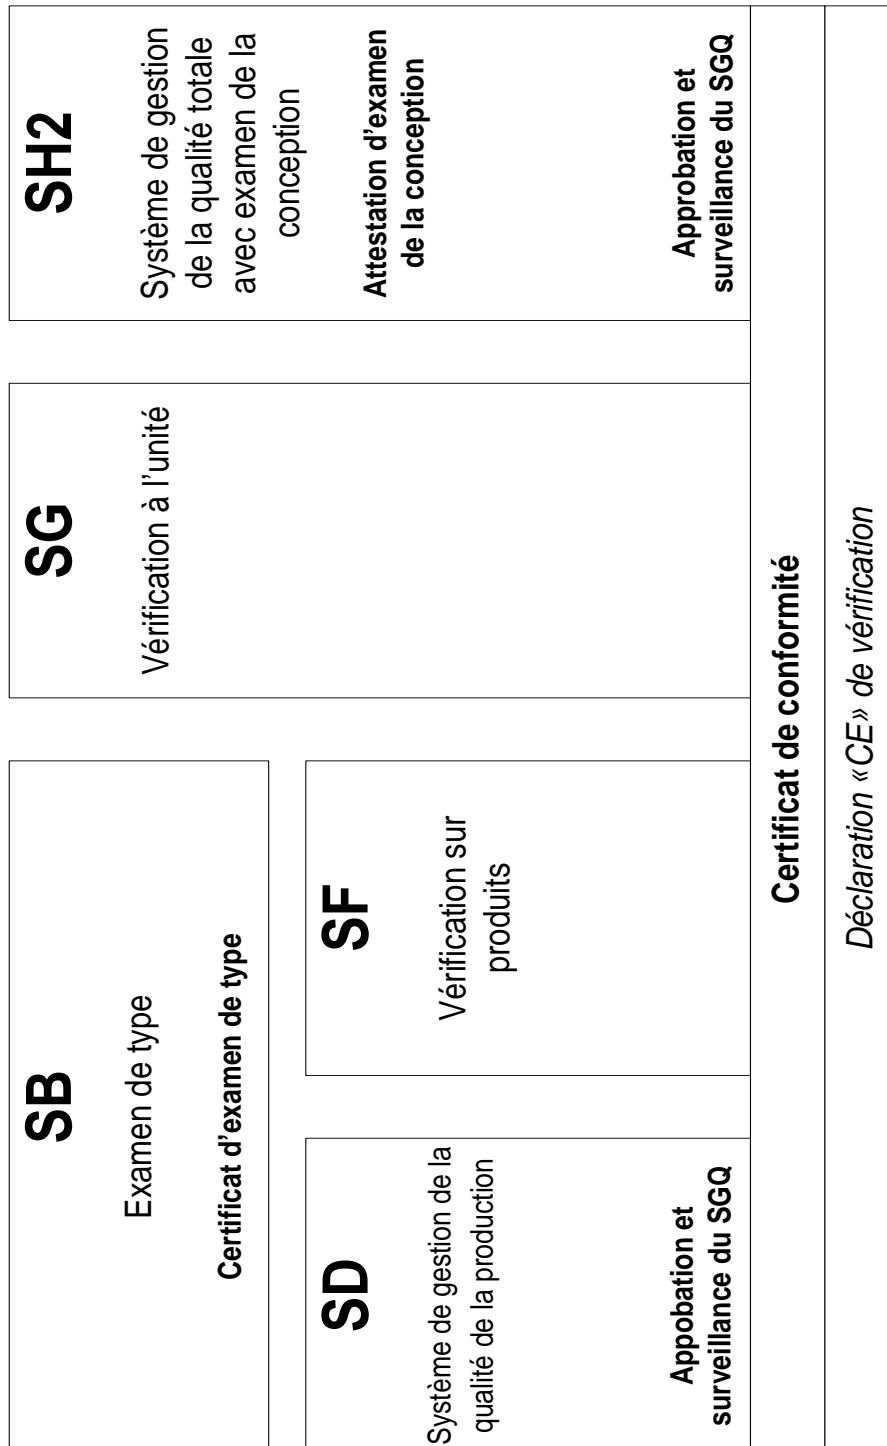 SB
Examen de type
Certificat d'examen de type
SD
Système de gestion de la
qualité de la production
Appobation et
surveillance du SGQ
SF
Vérification sur
produits
SG
Vérification à l'unité
SH2
Système de gestion
de la qualité totale
avec examen de la
conception
Attestation d'examen
de la conception
Approbation et
surveillance du SGQ
Certificat de conformité
Déclaration «CE» de vérification